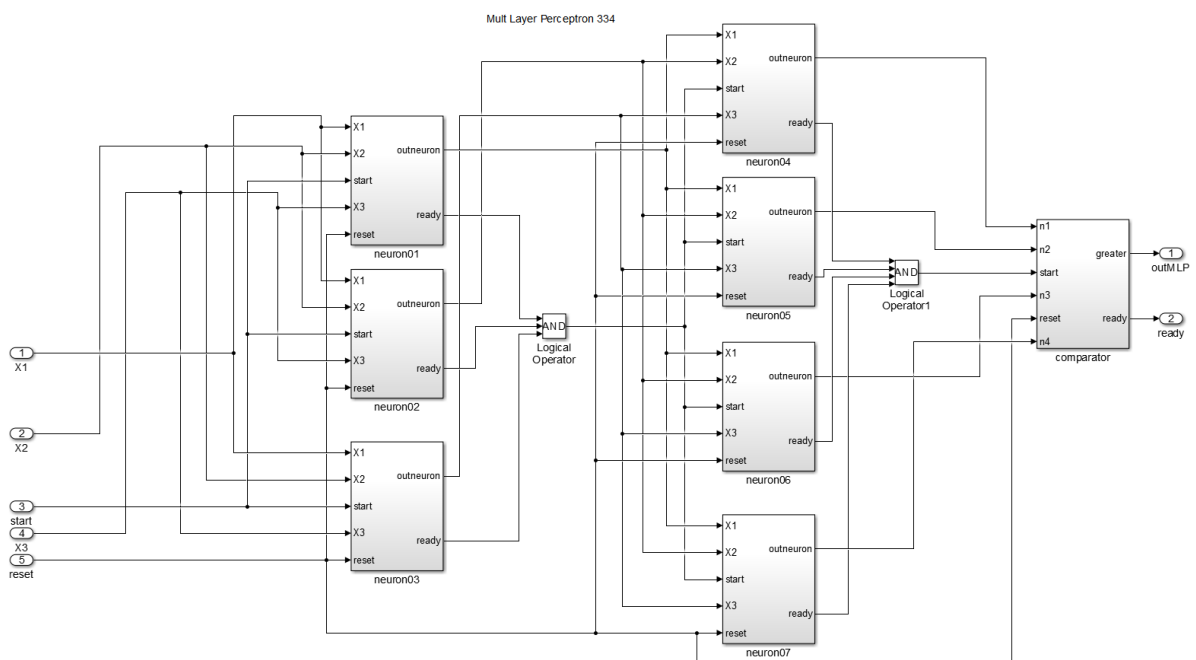 Mult Layer Perceptron 334
1
X1
2
X2
3
start
4
X3
5
reset
X1
X2
start
X3
reset
outneuron
ready
neuron01
X1
X2
start
X3
reset
outneuron
ready
neuron02
X1
X2
start
X3
reset
outneuron
ready
neuron03
AND
Logical
Operator
X1
X2
start
X3
reset
outneuron
ready
neuron04
X1
X2
start
X3
reset
outneuron
ready
neuron05
X1
X2
start
X3
reset
outneuron
ready
neuron06
X1
X2
start
X3
reset
outneuron
ready
neuron07
AND
Logical
Operator1
n1
n2
start
n3
reset
n4
greater
ready
comparator
1
outMLP
2
ready